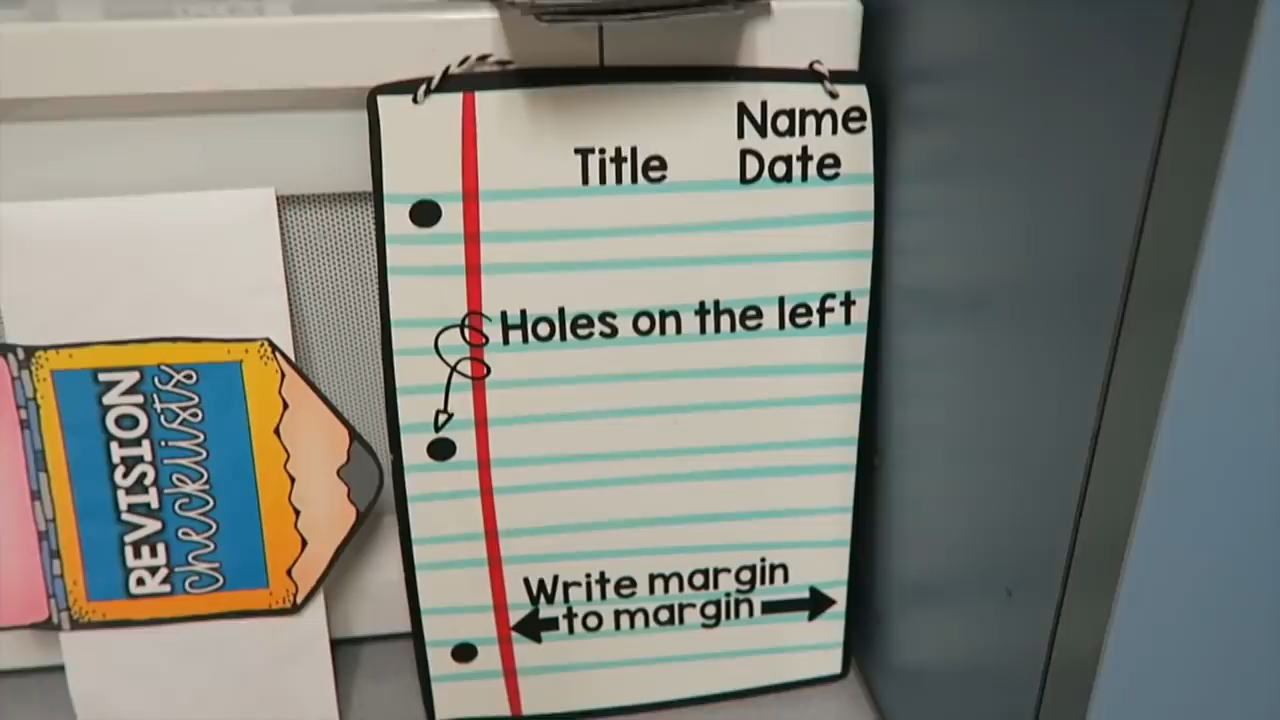 Name
Title Date
Holes on the left
Write margin
to margin
REVISION
checklists